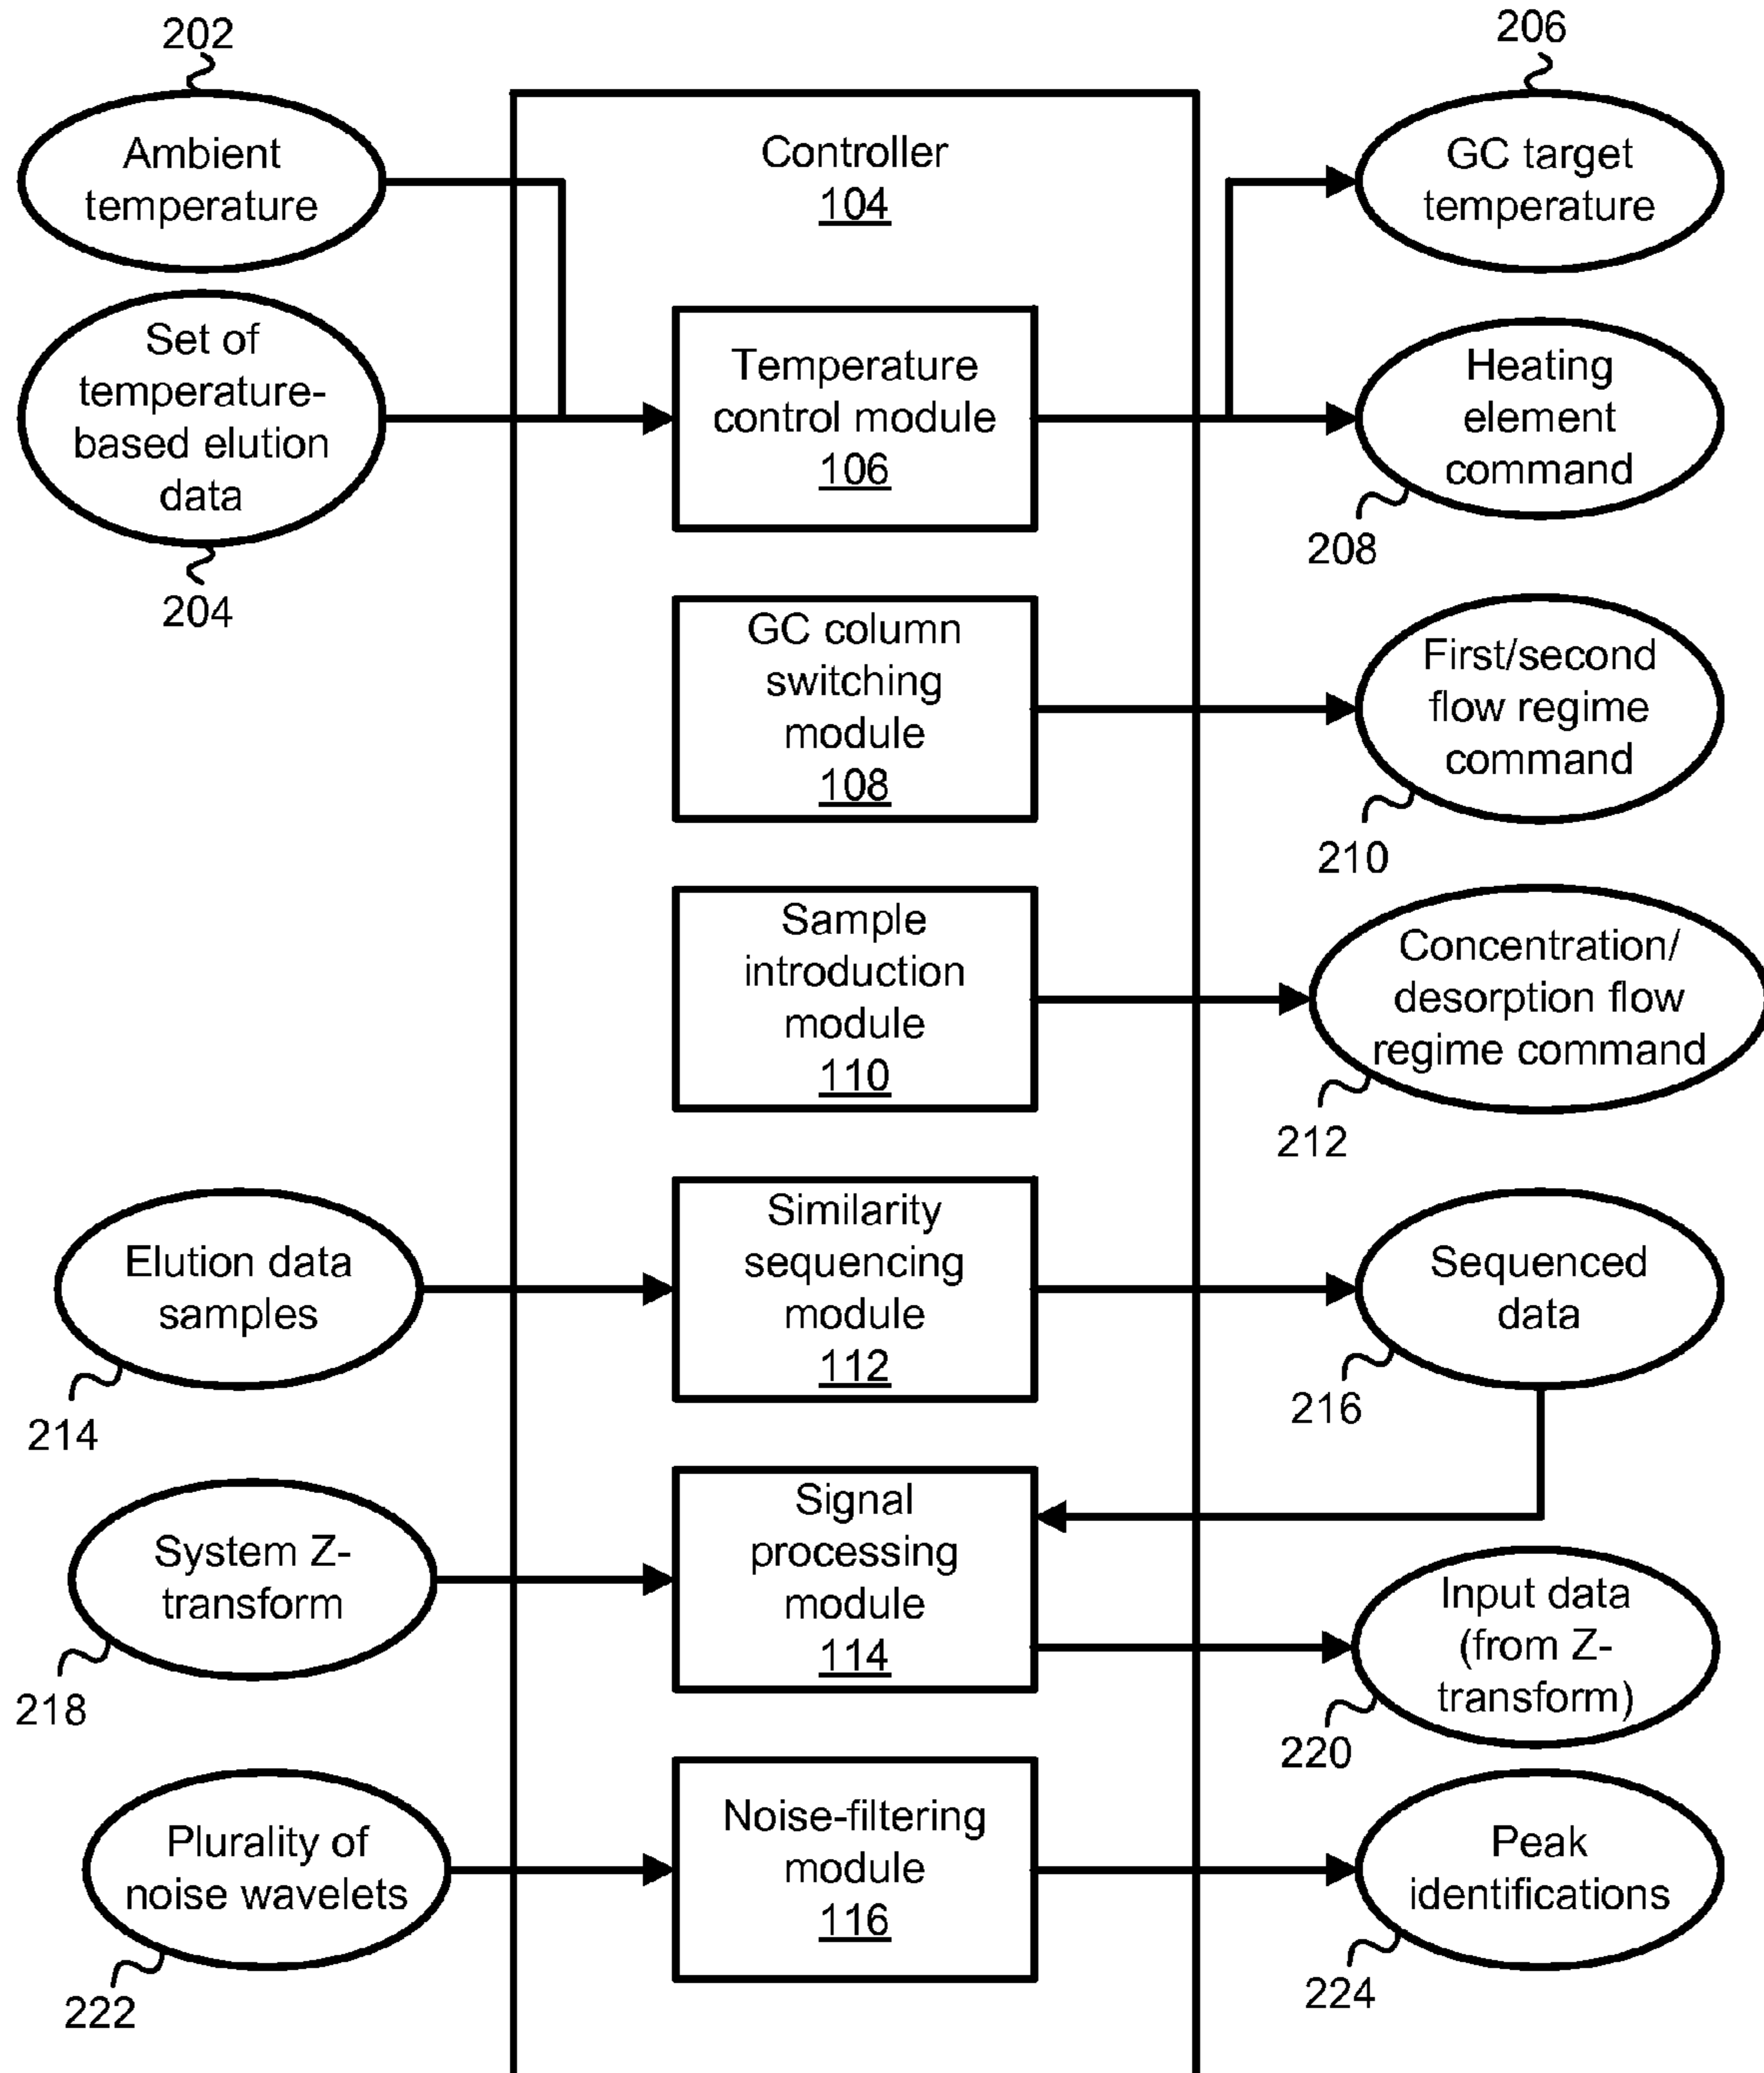 202
206
Ambient
temperature
Controller
104
GC target
temperature
Set of
temperature-
based elution
data
204
Temperature
control module
106
Heating
element
command
208
GC column
switching
module
108
First/second
flow regime
command
210
Sample
introduction
module
110
Concentration/
desorption flow
regime command
212
Elution data
samples
214
Similarity
sequencing
module
112
Sequenced
data
216
System Z-
transform
218
Signal
processing
module
114
Input data
(from Z-
transform)
220
Plurality of
noise wavelets
222
Noise-filtering
module
116
Peak
identifications
224